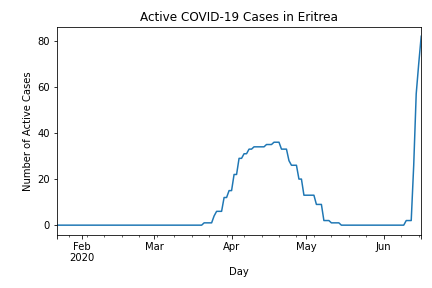 Active COVID-19 Cases in Eritrea
80
60
40
20
0
Number of Active Cases
Feb
2020
Mar
Apr
May
Jun
Day